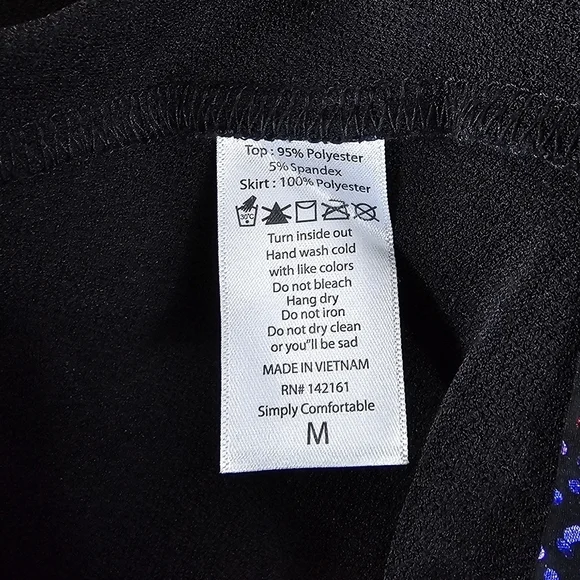 Top : 95% Polyester
5% Spandex
Skirt : 100% Polyester
30°C
Turn inside out
Hand wash cold
with like colors
Do not bleach
Hang dry
Do not iron
Do not dry clean
or you"ll be sad
MADE IN VIETNAM
RN# 142161
Simply Comfortable
M